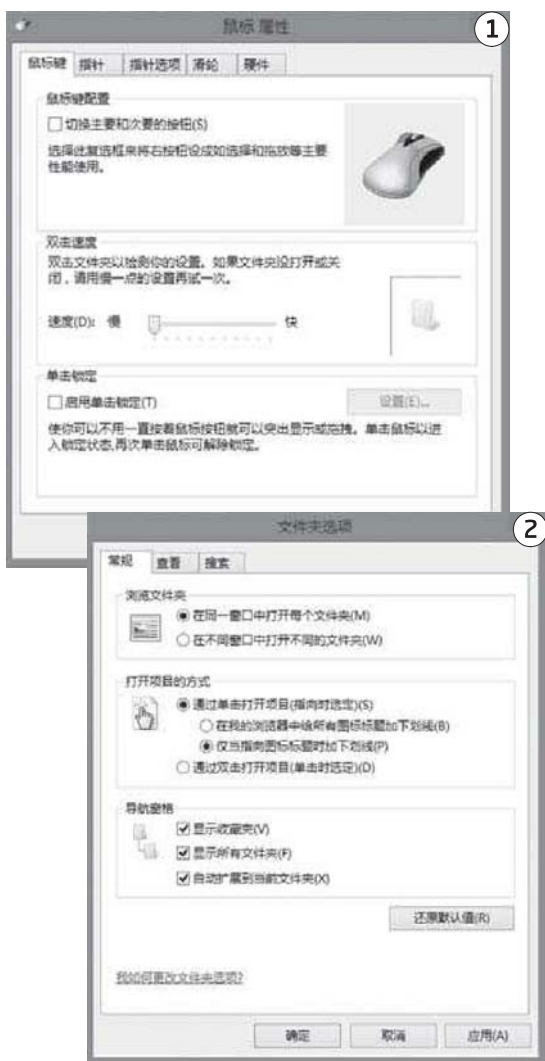 鼠标 属性
1
鼠标键 指针 指针选项 滑轮 硬件
鼠标键配置
切换主要和次要的按钮(S)
选择此复选框来将右按钮设成如选择和拖放等主要
性能使用。
双击速度
双击文件夹以检测你的设置。如果文件夹没打开或关
闭，请用慢一点的设置再试一次。
速度(D): 慢 快
单击锁定
启用单击锁定(T) 设置(E)...
使你可以不用一直按着鼠标按钮就可以突出显示或拖拽。单击鼠标以进
入锁定状态,再次单击鼠标可解除锁定。
文件夹选项
2
常规 查看 搜索
浏览文件夹
在同一窗口中打开每个文件夹(M)
在不同窗口中打开不同的文件夹(W)
打开项目的方式
通过单击打开项目(指向时选定)(S)
在我的浏览器中给所有图标标题加下划线(B)
仅当指向图标标题时加下划线(P)
通过双击打开项目(单击时选定)(D)
导航窗格
显示收藏夹(V)
显示所有文件夹(F)
自动扩展到当前文件夹(X)
还原默认值(R)
我如何更改文件夹选项?
确定 取消 应用(A)